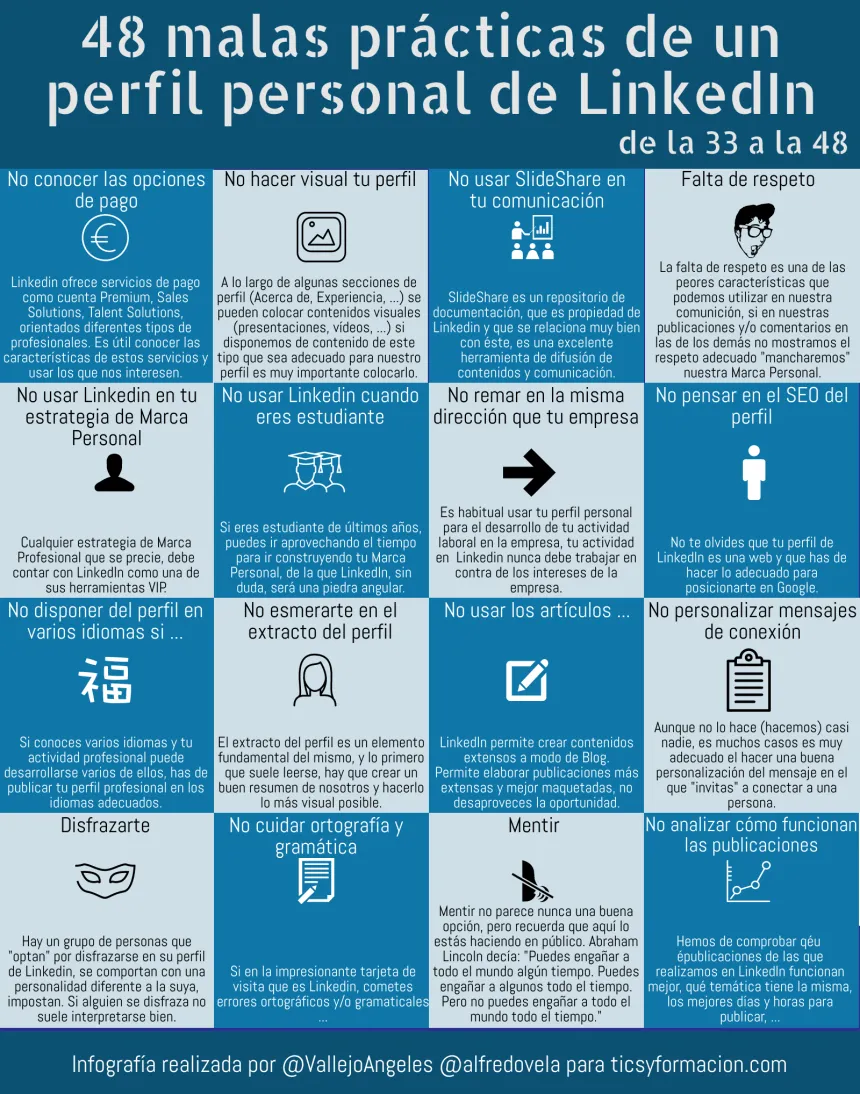 48 malas prácticas de un
perfil personal de LinkedIn
de la 33 a la 48
No conocer las opciones
de pago
€
Linkedin ofrece servicios de pago
como cuenta Premium, Sales
Solutions, Talent Solutions,
orientados diferentes tipos de
profesionales. Es útil conocer las
características de estos servicios y
usar los que nos interesen.
No hacer visual tu perfil
A lo largo de algunas secciones de
perfil (Acerca de, Experiencia, ...) se
pueden colocar contenidos visuales
(presentaciones, vídeos, ...) si
disponemos de contenido de este
tipo que sea adecuado para nuestro
perfil es muy importante colocarlo.
No usar SlideShare en
tu comunicación
SlideShare es un repositorio de
documentación, que es propiedad de
Linkedin y que se relaciona muy bien
con éste, es una excelente
herramienta de difusión de
contenidos y comunicación.
Falta de respeto
La falta de respeto es una de las
peores características que
podemos utilizar en nuestra
comunición, si en nuestras
publicaciones y/o comentarios en
las de los demás no mostramos el
respeto adecuado "mancharemos"
nuestra Marca Personal.
No usar Linkedin en tu
estrategia de Marca
Personal
Cualquier estrategia de Marca
Profesional que se precie, debe
contar con LinkedIn como una de
sus herramientas VIP.
No usar Linkedin cuando
eres estudiante
Si eres estudiante de últimos años,
puedes ir aprovechando el tiempo
para ir construyendo tu Marca
Personal, de la que LinkedIn, sin
duda, será una piedra angular.
No remar en la misma
dirección que tu empresa
Es habitual usar tu perfil personal
para el desarrollo de tu actividad
laboral en la empresa, tu actividad
en  Linkedin nunca debe trabajar en
contra de los intereses de la
empresa.
No pensar en el SEO del
perfil
No te olvides que tu perfil de
LinkedIn es una web y que has de
hacer lo adecuado para
posicionarte en Google.
No disponer del perfil en
varios idiomas si ...
福
Si conoces varios idiomas y tu
actividad profesional puede
desarrollarse varios de ellos, has de
publicar tu perfil profesional en los
idiomas adecuados.
No esmerarte en el
extracto del perfil
El extracto del perfil es un elemento
fundamental del mismo, y lo primero
que suele leerse, hay que crear un
buen resumen de nosotros y hacerlo
lo más visual posible.
No usar los artículos ...
LinkedIn permite crear contenidos
extensos a modo de Blog.
Permite elaborar publicaciones más
extensas y mejor maquetadas, no
desaproveces la oportunidad.
No personalizar mensajes
de conexión
Aunque no lo hace (hacemos) casi
nadie, es muchos casos es muy
adecuado el hacer una buena
personalización del mensaje en el
que "invitas" a conectar a una
persona.
Disfrazarte
Hay un grupo de personas que
"optan" por disfrazarse en su perfil
de Linkedin, se comportan con una
personalidad diferente a la suya,
impostan. Si alguien se disfraza no
suele interpretarse bien.
No cuidar ortografía y
gramática
Si en la impresionante tarjeta de
visita que es Linkedin, cometes
errores ortográficos y/o gramaticales
...
Mentir
Mentir no parece nunca una buena
opción, pero recuerda que aquí lo
estás haciendo en público. Abraham
Lincoln decía: "Puedes engañar a
todo el mundo algún tiempo. Puedes
engañar a algunos todo el tiempo.
Pero no puedes engañar a todo el
mundo todo el tiempo."
No analizar cómo funcionan
las publicaciones
Hemos de comprobar qéu
épublicaciones de las que
realizamos en LinkedIn funcionan
mejor, qué temática tiene la misma,
los mejores días y horas para
publicar, ...
Infografía realizada por @VallejoAngeles @alfredovela para ticsyformacion.com